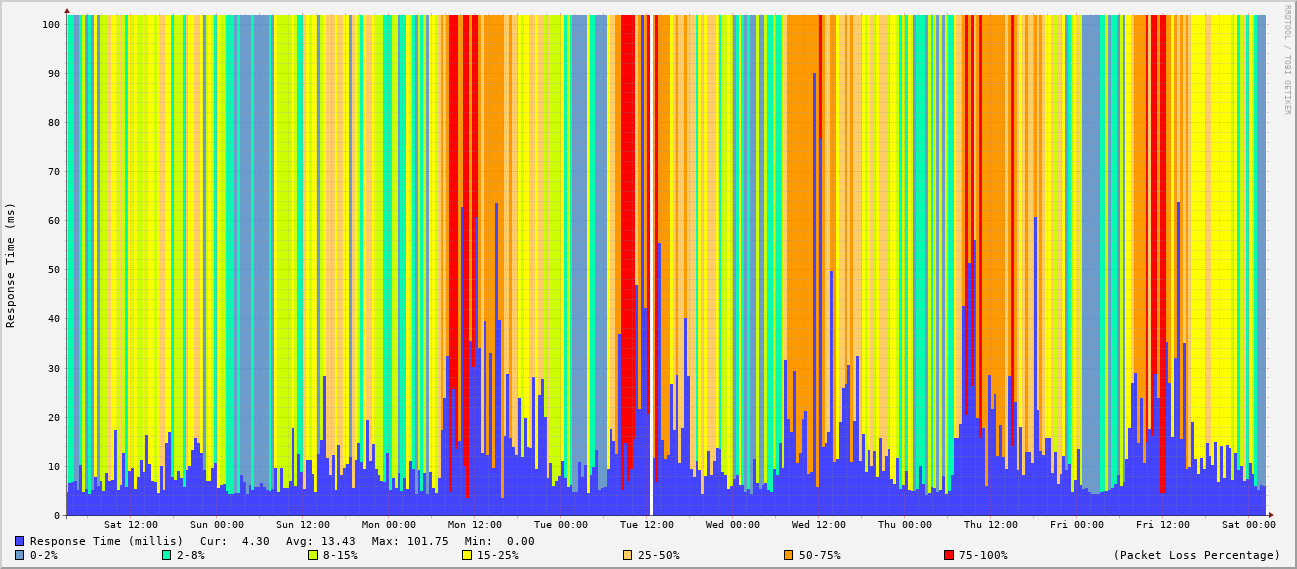 100
90
80
70
60
50
40
30
20
10
0
Response Time (ms)
RRDTOOL / TOBI OETIKER
Sat 12:00 Sun 00:00 Sun 12:00 Mon 00:00 Mon 12:00 Tue 00:00 Tue 12:00 Wed 00:00 Wed 12:00 Thu 00:00 Thu 12:00 Fri 00:00 Fri 12:00 Sat 00:00
Response Time (millis) Cur: 4.30 Avg: 13.43 Max: 101.75 Min: 0.00
0-2% 2-8% 8-15% 15-25% 25-50% 50-75% 75-100% (Packet Loss Percentage)